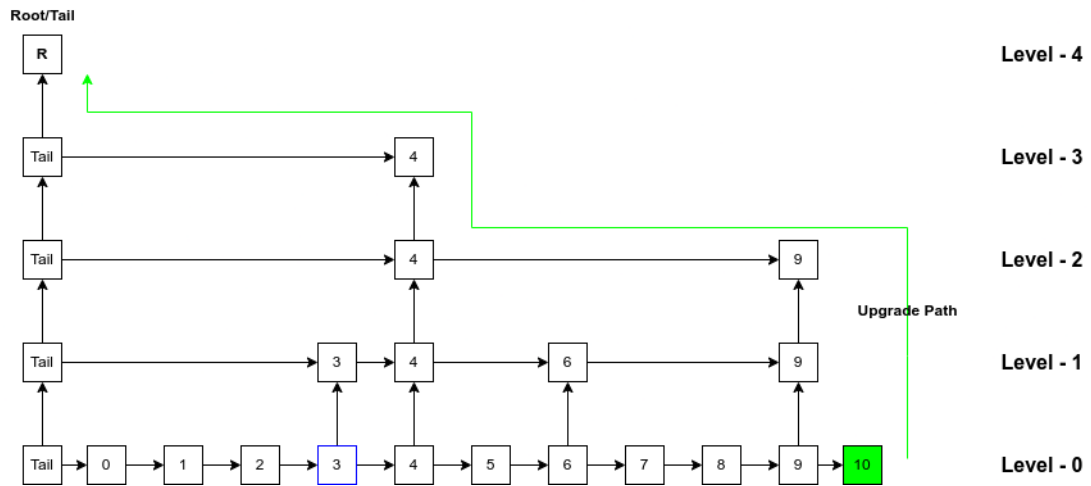 Root/Tail
R Level - 4
Tail 4 Level - 3
Tail 4 9 Level - 2
Upgrade Path
Tail 3 4 6 9 Level - 1
Tail 0 1 2 3 4 5 6 7 8 9 10 Level - 0